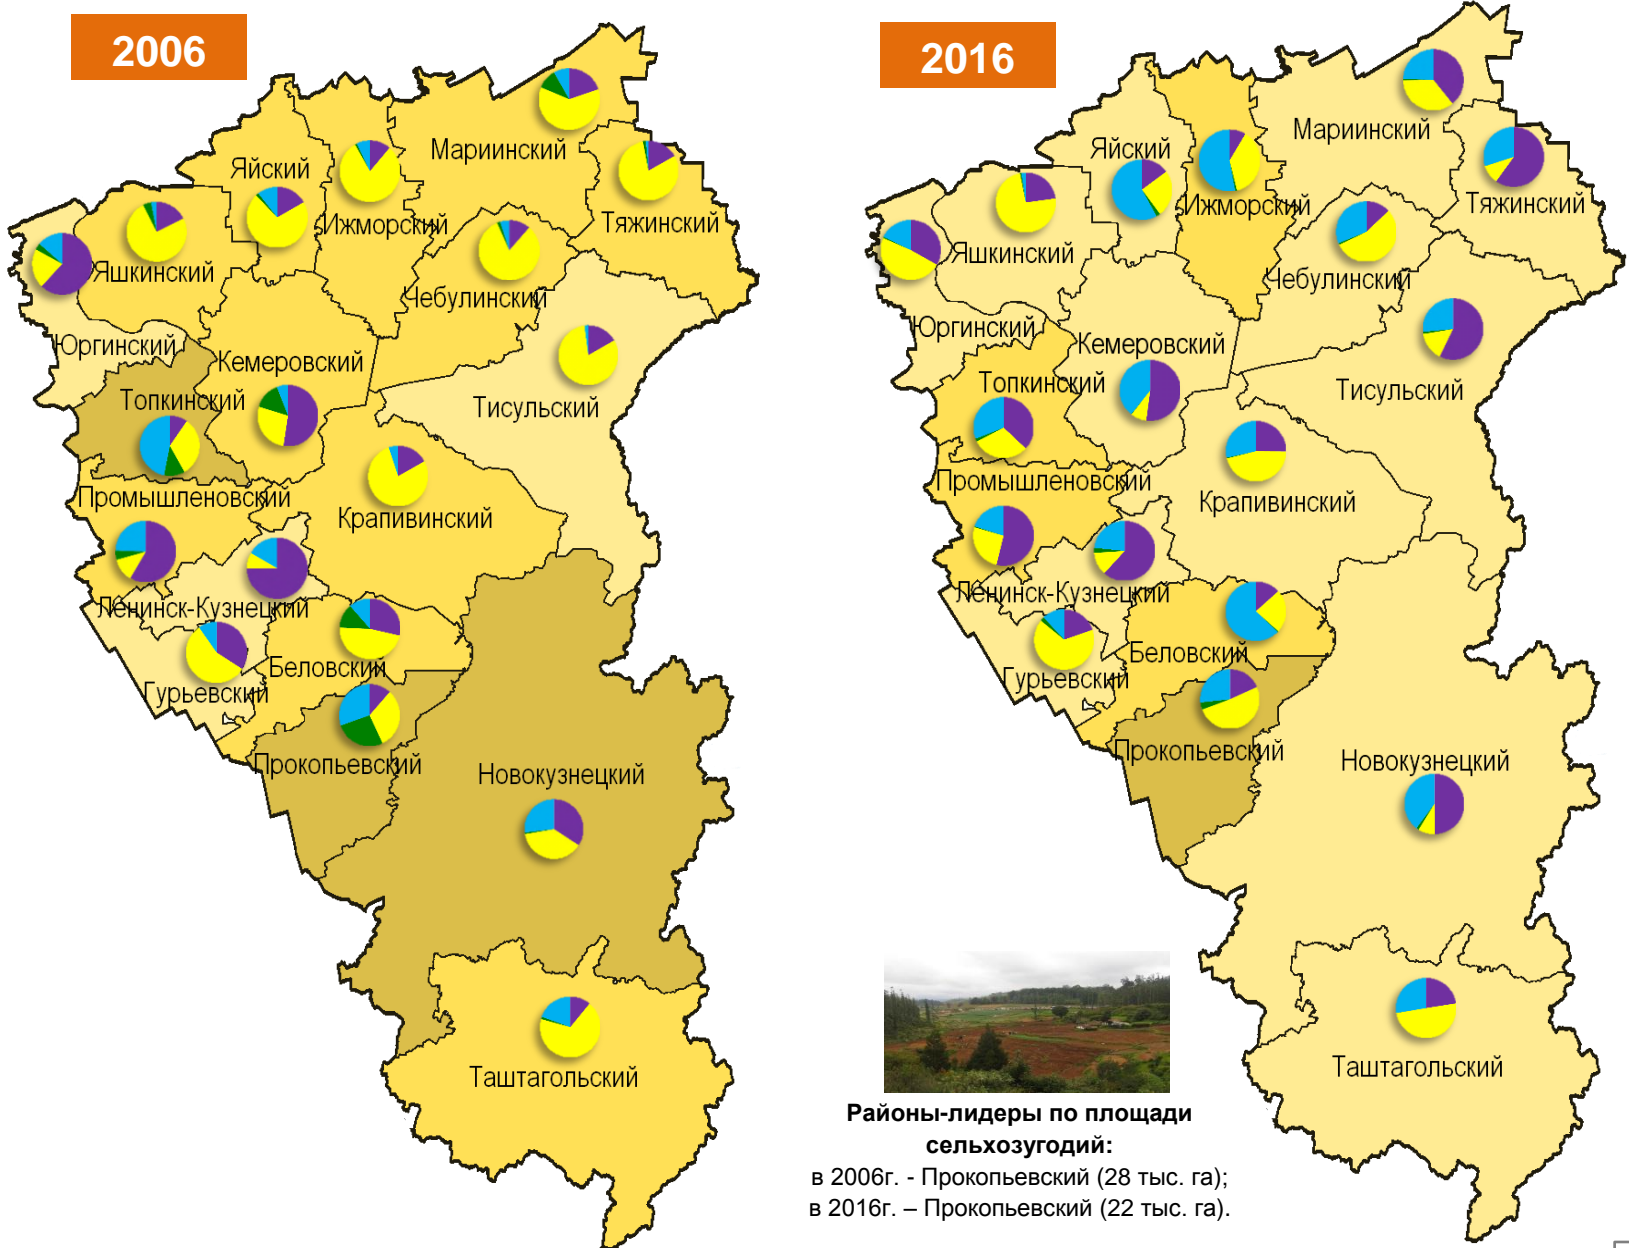 2006
Мариинский
Яйский
Ижморский
Тяжинский
Яшкинский
Чебулинский
Юргинский
Кемеровский
Топкинский
Тисульский
Промышленовский
Крапивинский
Ленинск-Кузнецкий
Беловский
Гурьевский
Прокопьевский
Новокузнецкий
Таштагольский
2016
Мариинский
Яйский
Ижморский
Тяжинский
Яшкинский
Чебулинский
Юргинский
Кемеровский
Топкинский
Тисульский
Промышленовский
Крапивинский
Ленинск-Кузнецкий
Беловский
Гурьевский
Прокопьевский
Новокузнецкий
Таштагольский
Районы-лидеры по площади
сельхозугодий:
в 2006г. - Прокопьевский (28 тыс. га);
в 2016г. – Прокопьевский (22 тыс. га).